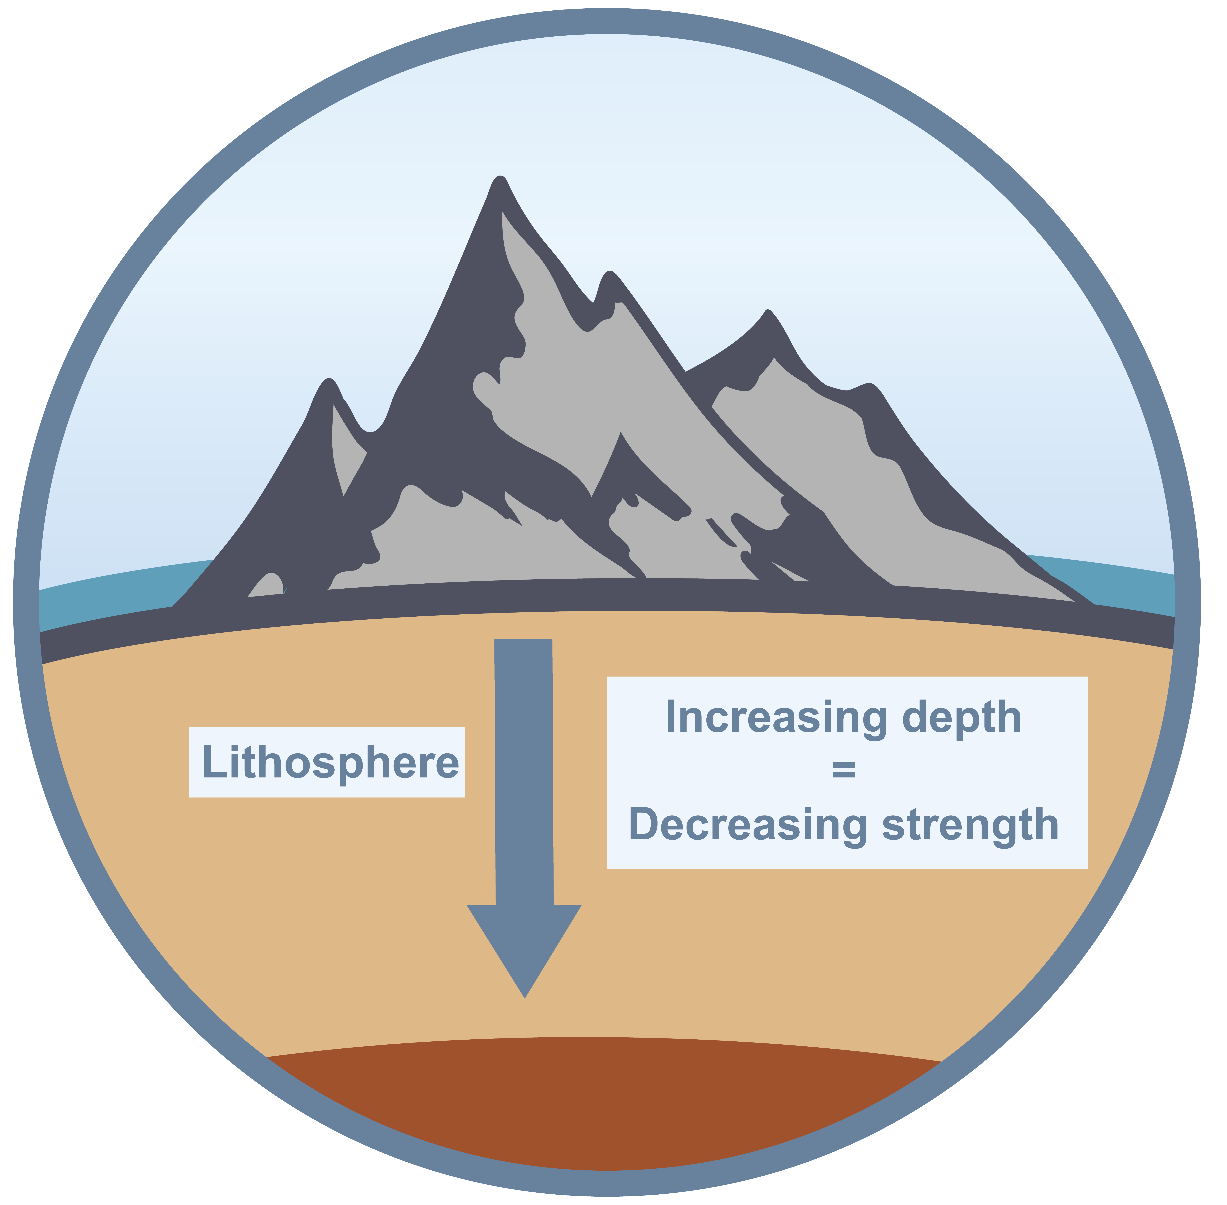 Lithosphere
Increasing depth
=
Decreasing strength